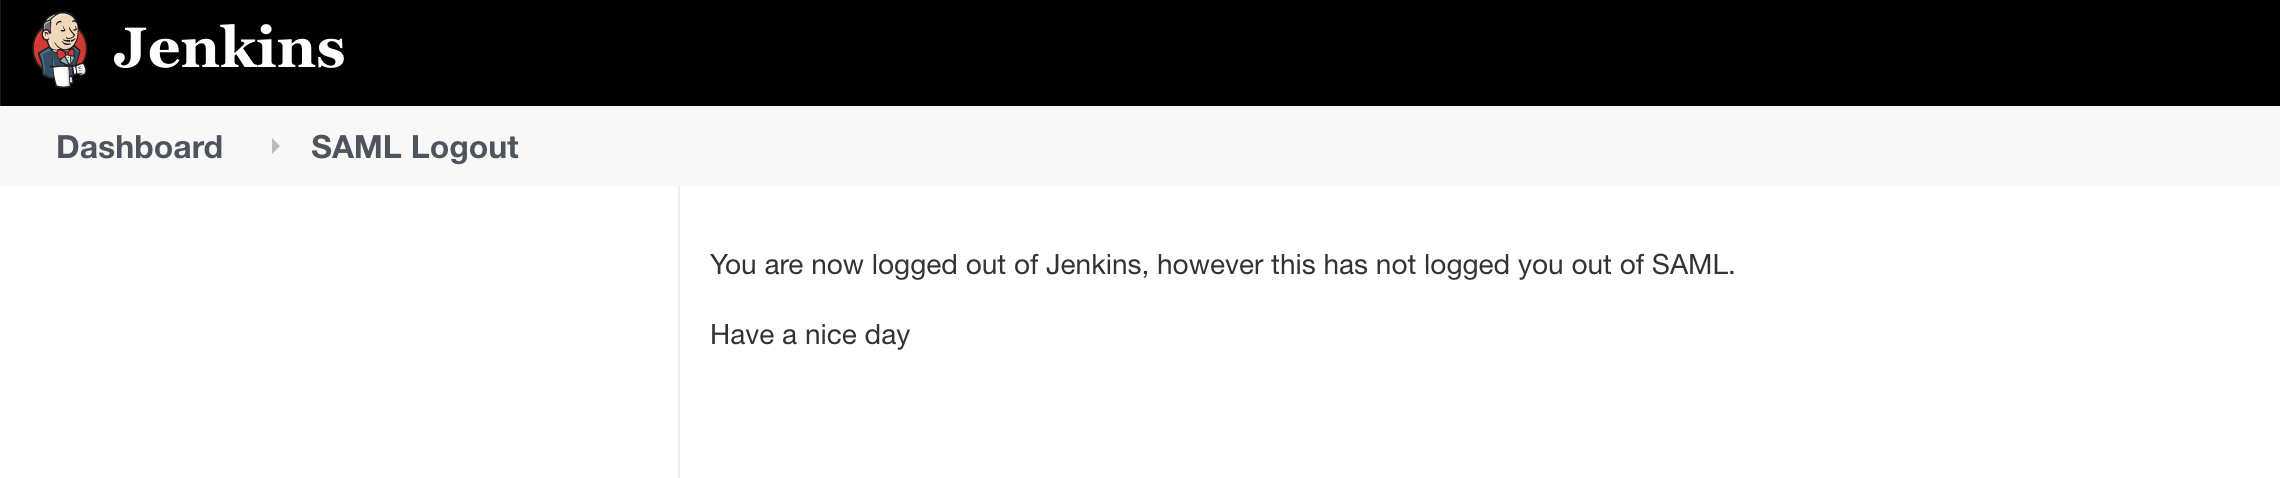 Jenkins
Dashboard SAML Logout
You are now logged out of Jenkins, however this has not logged you out of SAML.
Have a nice day